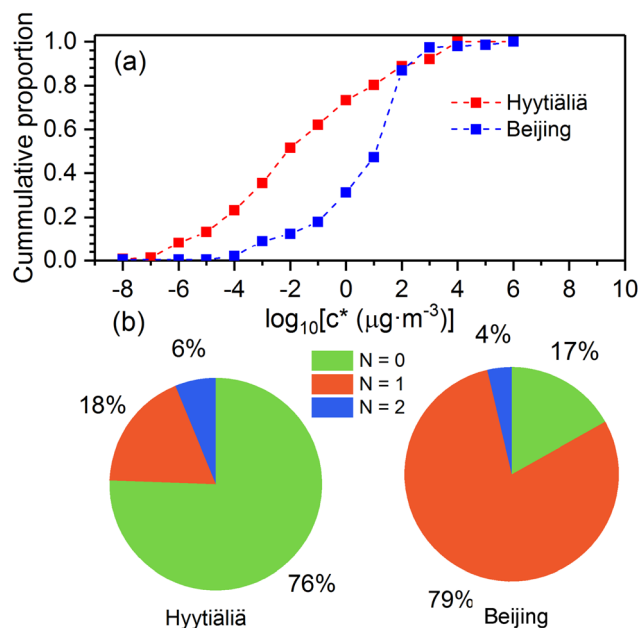 (a)
Cummulative proportion
1.0
0.8
0.6
0.4
0.2
0.0
Hyytiäliä
Beijing
-8 -6 -4 -2 0 2 4 6 8 10
log₁₀[c* (μg·m⁻³)]
(b)
N = 0
N = 1
N = 2
6%
18%
76%
Hyytiäliä
4%
17%
79%
Beijing